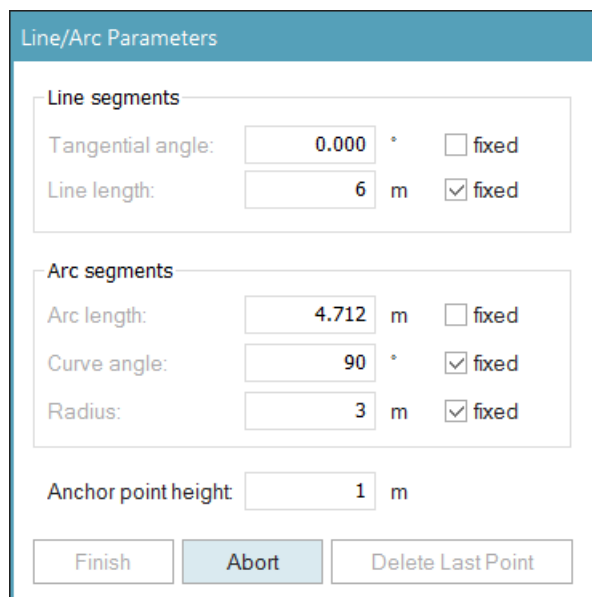 Line/Arc Parameters
Line segments
Tangential angle: 0.000 ° fixed
Line length: 6 m fixed
Arc segments
Arc length: 4.712 m fixed
Curve angle: 90 ° fixed
Radius: 3 m fixed
Anchor point height: 1 m
Finish Abort Delete Last Point